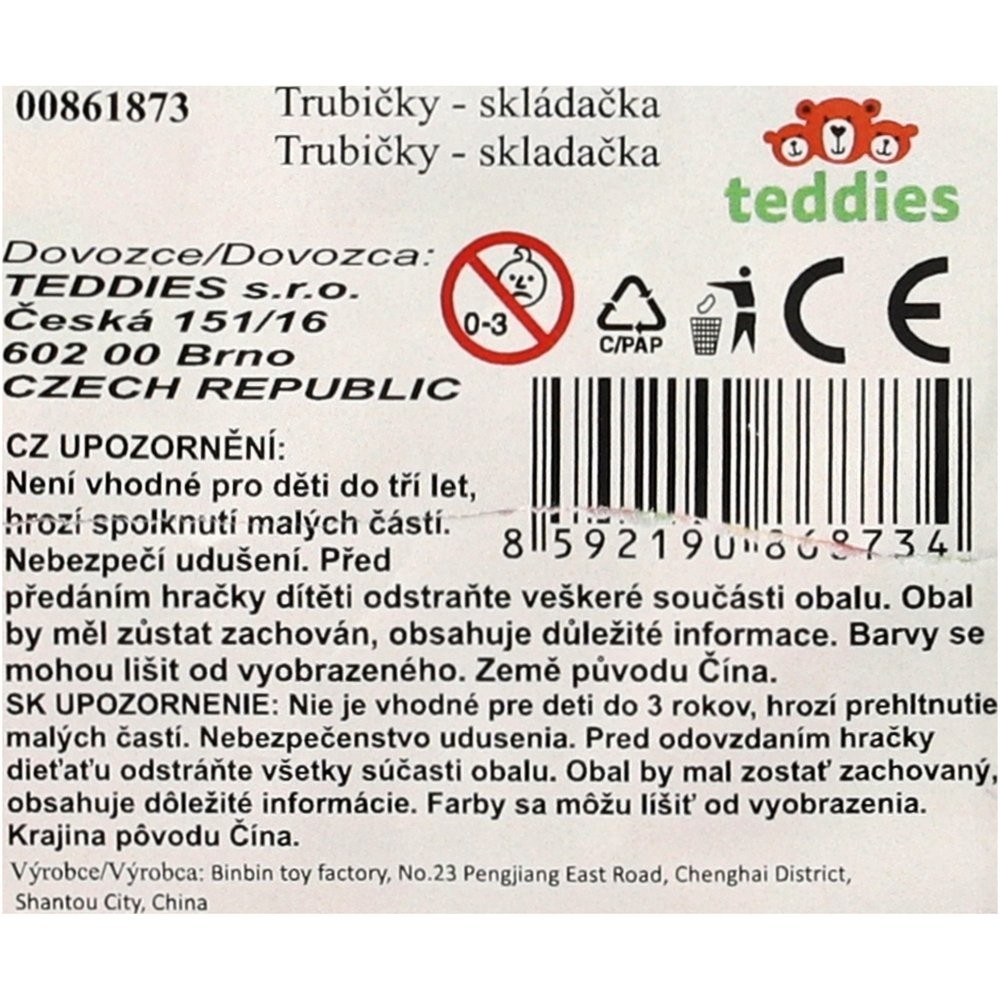 00861873
Trubičky - skládačka
Trubičky - skladačka
teddies
Dovozce/Dovozca:
TEDDIES s.r.o.
Česká 151/16
602 00 Brno
CZECH REPUBLIC
0-3
C/PAP
CE
CZ UPOZORNĚNÍ:
Není vhodné pro děti do tří let,
hrozí spolknutí malých částí.
Nebezpečí udušení. Před
8 592190 868734
předáním hračky dítěti odstraňte veškeré součásti obalu. Obal
by měl zůstat zachován, obsahuje důležité informace. Barvy se
mohou lišit od vyobrazeného. Země původu Čína.
SK UPOZORNENIE: Nie je vhodné pre deti do 3 rokov, hrozí prehltnutie
malých častí. Nebezpečenstvo udusenia. Pred odovzdaním hračky
dieťaťu odstráňte všetky súčasti obalu. Obal by mal zostať zachovaný,
obsahuje dôležité informácie. Farby sa môžu líšiť od vyobrazenia.
Krajina pôvodu Čína.
Výrobce/Výrobca: Binbin toy factory, No.23 Pengjiang East Road, Chenghai District,
Shantou City, China